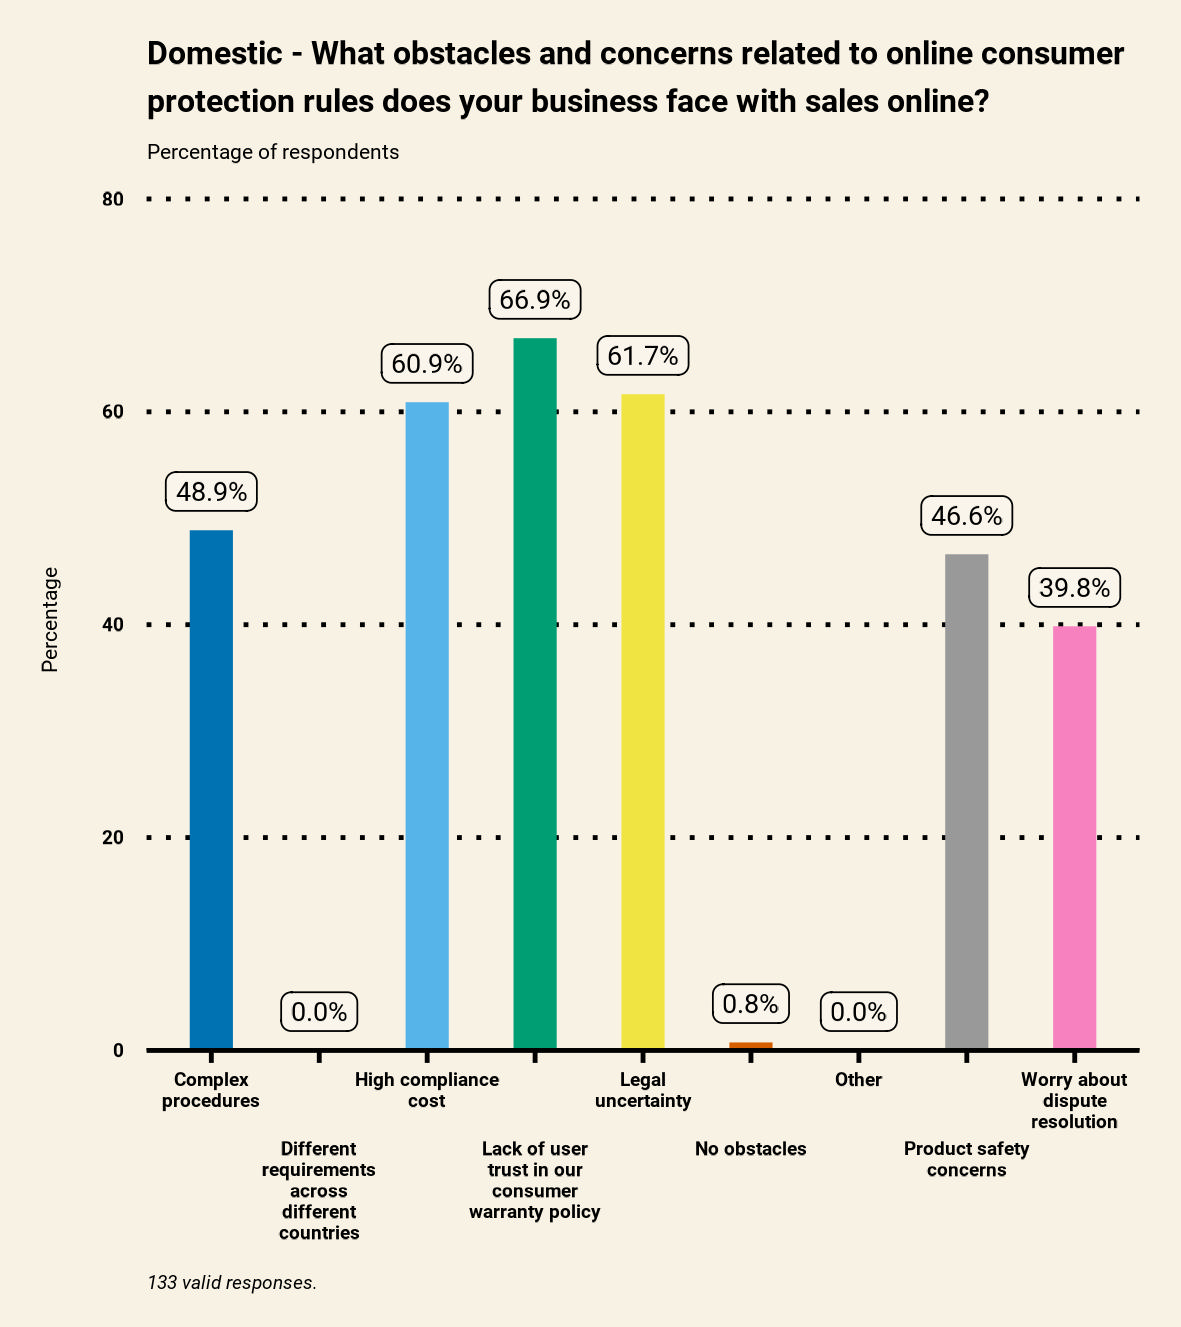 Domestic - What obstacles and concerns related to online consumer
protection rules does your business face with sales online?
Percentage of respondents
80
60
40
20
0
Percentage
48.9%
0.0%
60.9%
66.9%
61.7%
0.8%
0.0%
46.6%
39.8%
Complex
procedures
Different
requirements
across
different
countries
High compliance
cost
Lack of user
trust in our
consumer
warranty policy
Legal
uncertainty
No obstacles
Other
Product safety
concerns
Worry about
dispute
resolution
133 valid responses.